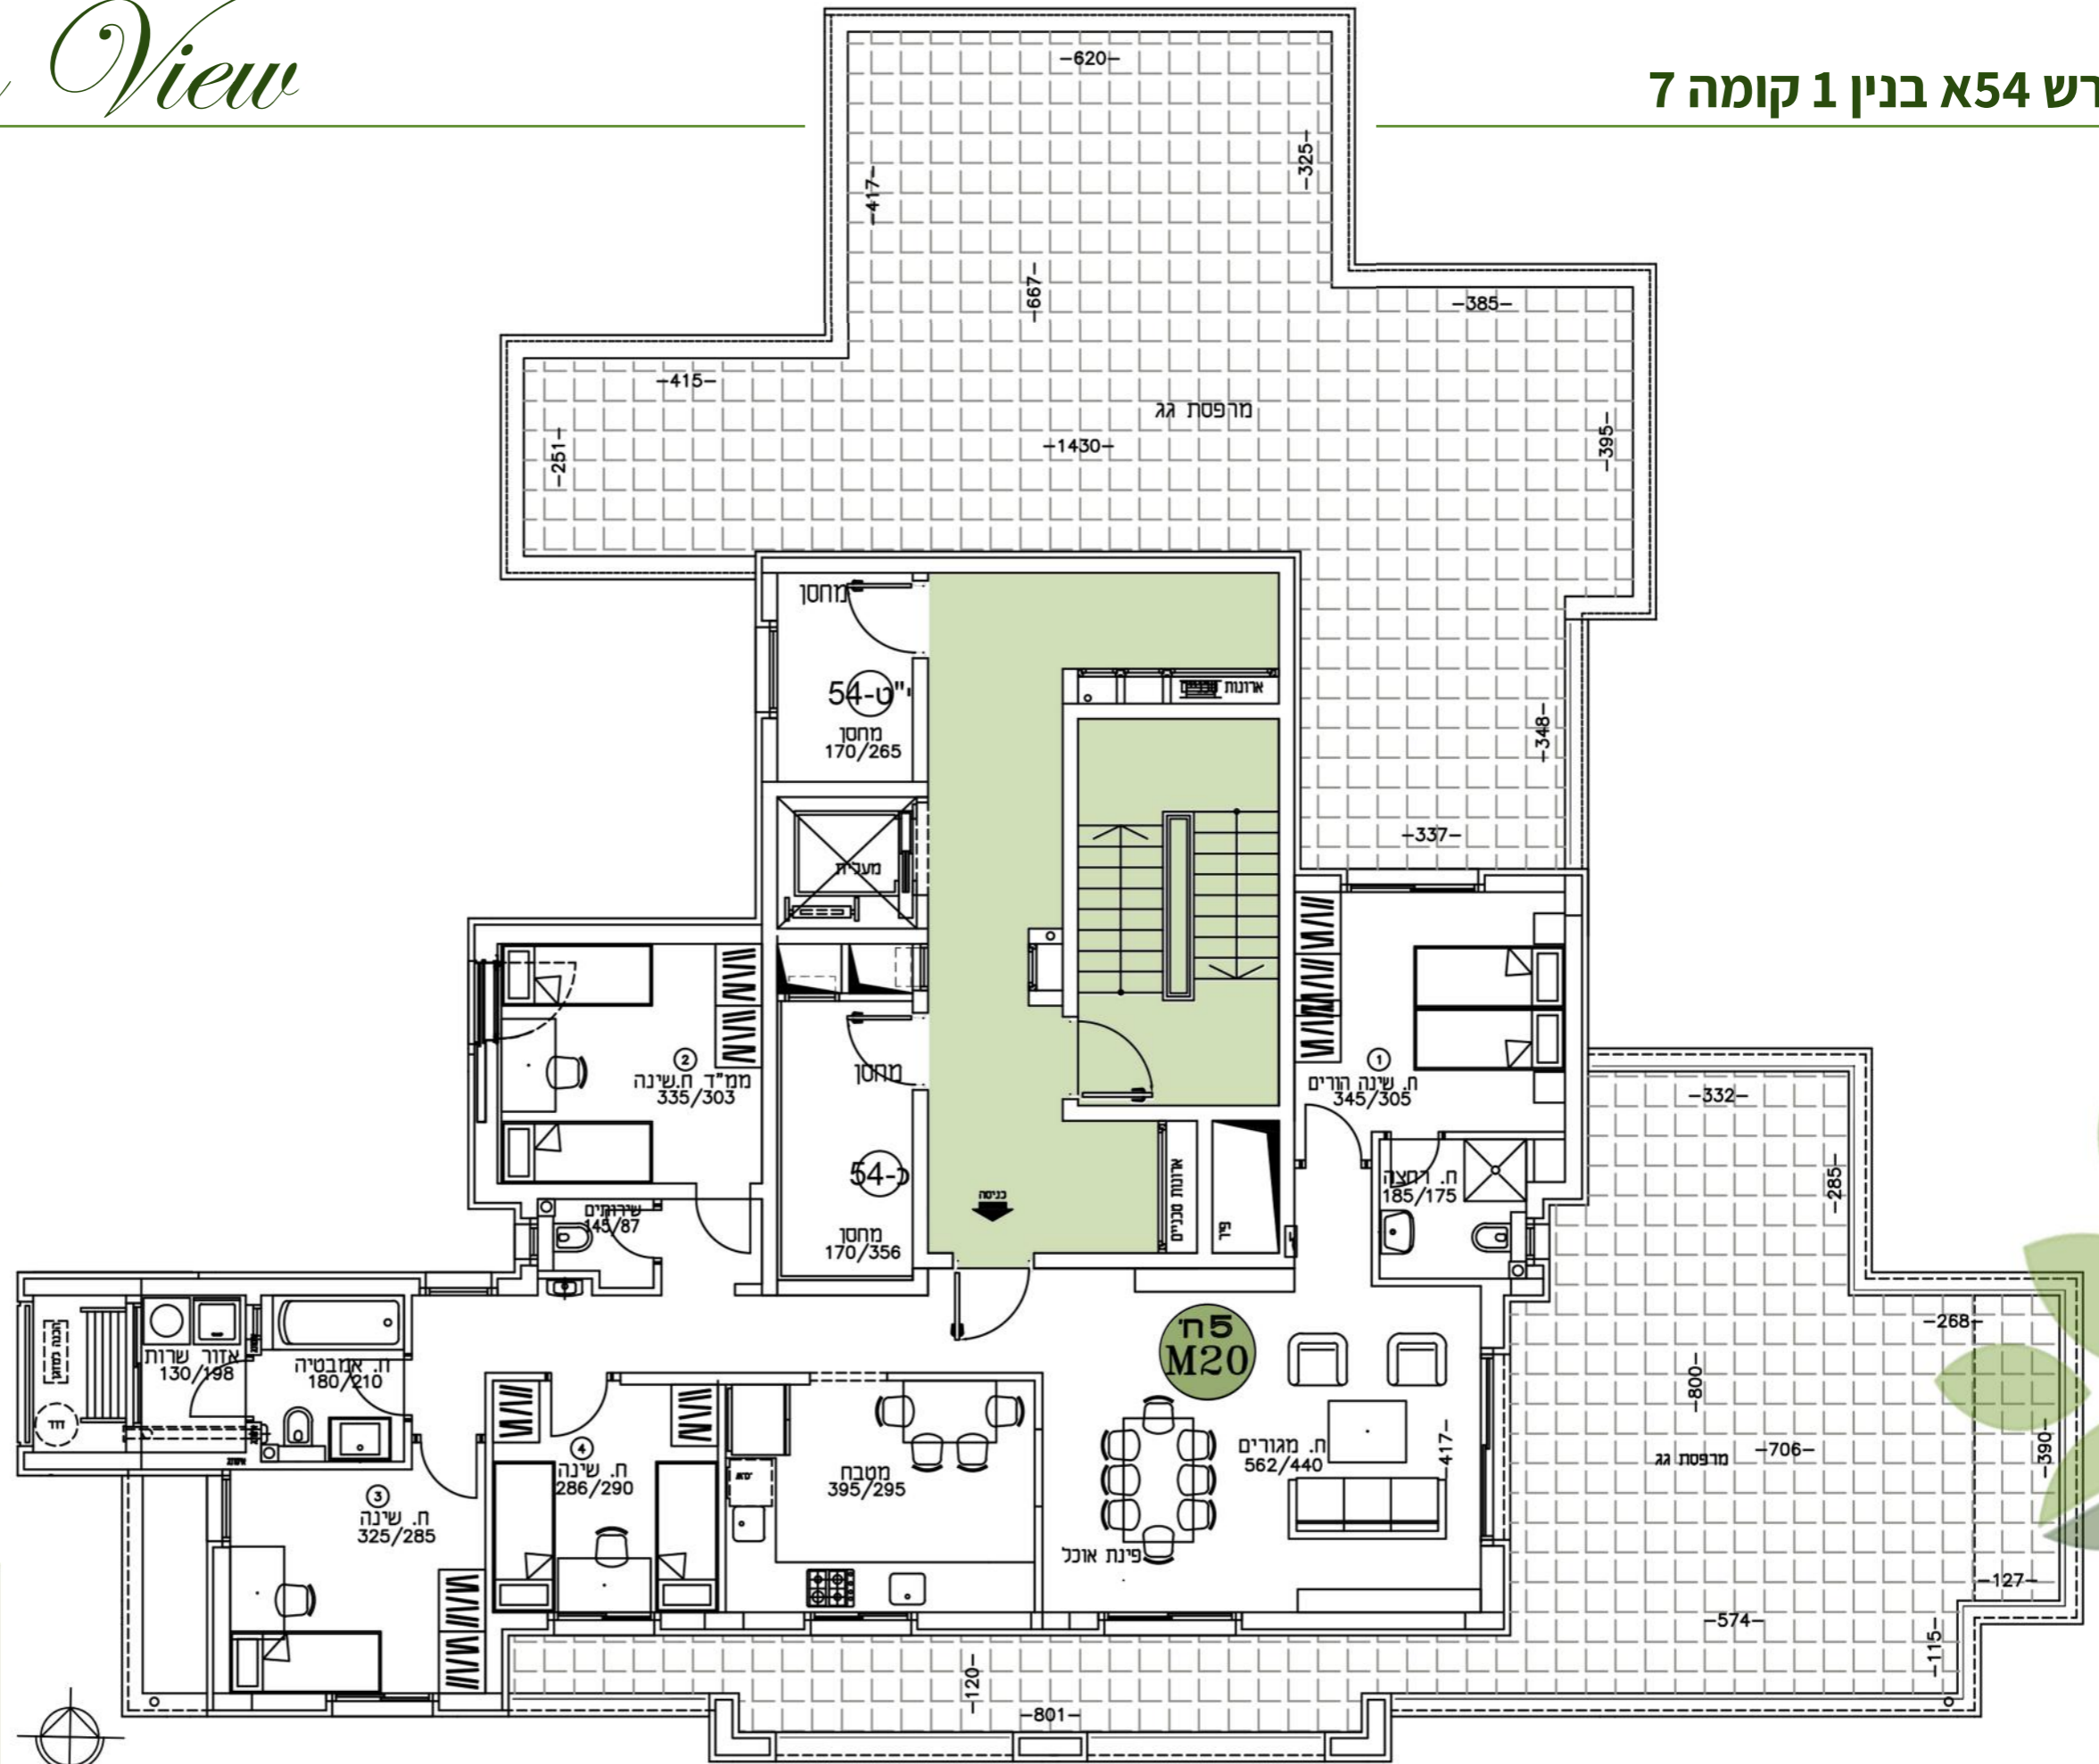 View
רש 54א בנין 1 קומה 7
-620-
-325-
-417-
-667-
-385-
-415-
מרפסת גג
-1430-
-251-
-395-
מחסן
54-י"ט
מחסן
170/265
ארונות טכניים
-348-
-337-
מעלית
②
ממ"ד ח.שינה
335/303
מחסן
54-כ
מחסן
170/356
כניסה
ארונות טכניים
פיר
①
ח. שינה הורים
345/305
ח. רחצה
185/175
-332-
-285-
שירותים
145/87
אזור שרות
130/198
ח. אמבטיה
180/210
דוד
5ח'
M20
-268-
-800-
④
ח. שינה
286/290
מטבח
395/295
ח. מגורים
562/440
-417-
מרפסת גג
-706-
-390-
③
ח. שינה
325/285
פינת אוכל
-127-
-574-
-115-
-120-
-801-